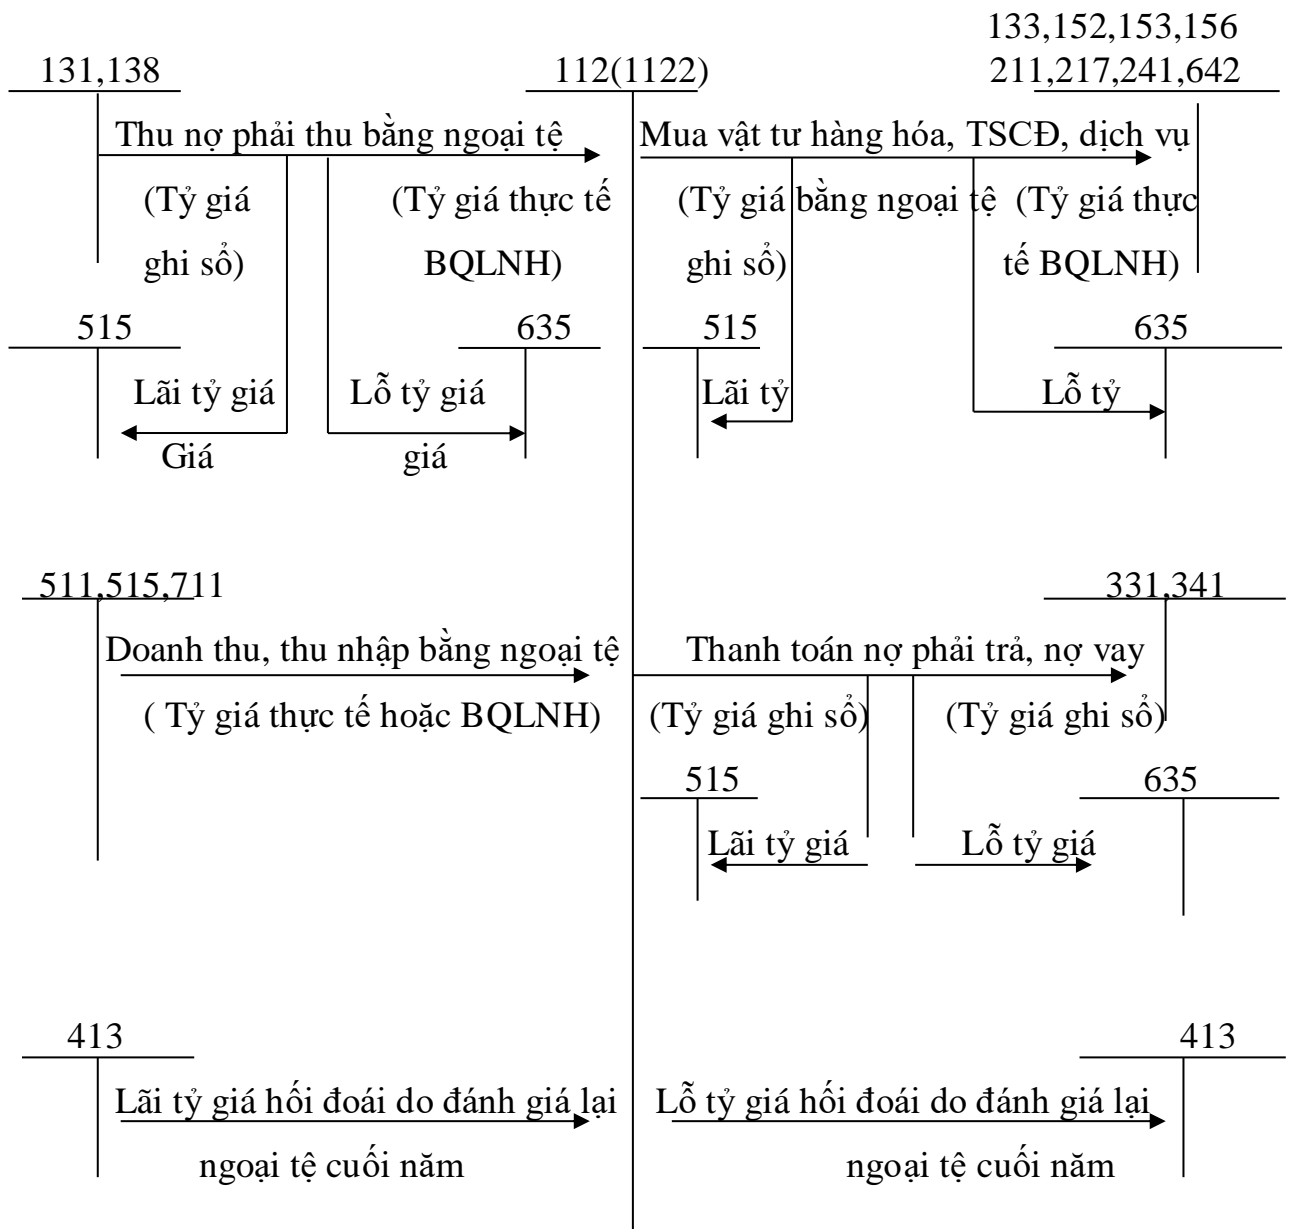 133,152,153,156
131,138 112(1122) 211,217,241,642
Thu nợ phải thu bằng ngoại tệ Mua vật tư hàng hóa, TSCĐ, dịch vụ
(Tỷ giá (Tỷ giá thực tế (Tỷ giá bằng ngoại tệ (Tỷ giá thực
ghi sổ) BQLNH) ghi sổ) tế BQLNH)
515 635 515 635
Lãi tỷ giá Lỗ tỷ giá Lãi tỷ Lỗ tỷ
Giá giá
511,515,711 331,341
Doanh thu, thu nhập bằng ngoại tệ Thanh toán nợ phải trả, nợ vay
( Tỷ giá thực tế hoặc BQLNH) (Tỷ giá ghi sổ) (Tỷ giá ghi sổ)
515 635
Lãi tỷ giá Lỗ tỷ giá
413 413
Lãi tỷ giá hối đoái do đánh giá lại Lỗ tỷ giá hối đoái do đánh giá lại
ngoại tệ cuối năm ngoại tệ cuối năm